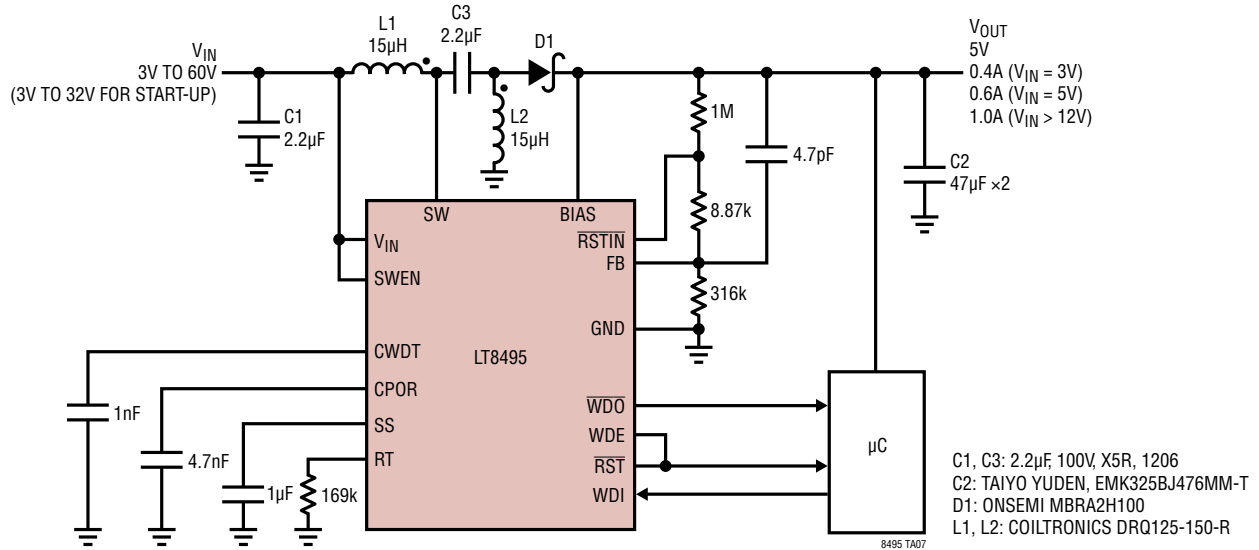 VIN
3V TO 60V
(3V TO 32V FOR START-UP)
L1
15µH
C3
2.2µF
D1
VOUT
5V
0.4A (VIN = 3V)
0.6A (VIN = 5V)
1.0A (VIN > 12V)
C1
2.2µF
L2
15µH
1M
4.7pF
C2
47µF ×2
SW
BIAS
8.87k
VIN
RSTIN
SWEN
FB
316k
GND
LT8495
CWDT
CPOR
1nF
SS
WDO
WDE
µC
4.7nF
RT
RST
1µF
169k
WDI
C1, C3: 2.2µF, 100V, X5R, 1206
C2: TAIYO YUDEN, EMK325BJ476MM-T
D1: ONSEMI MBRA2H100
L1, L2: COILTRONICS DRQ125-150-R
8495 TA07